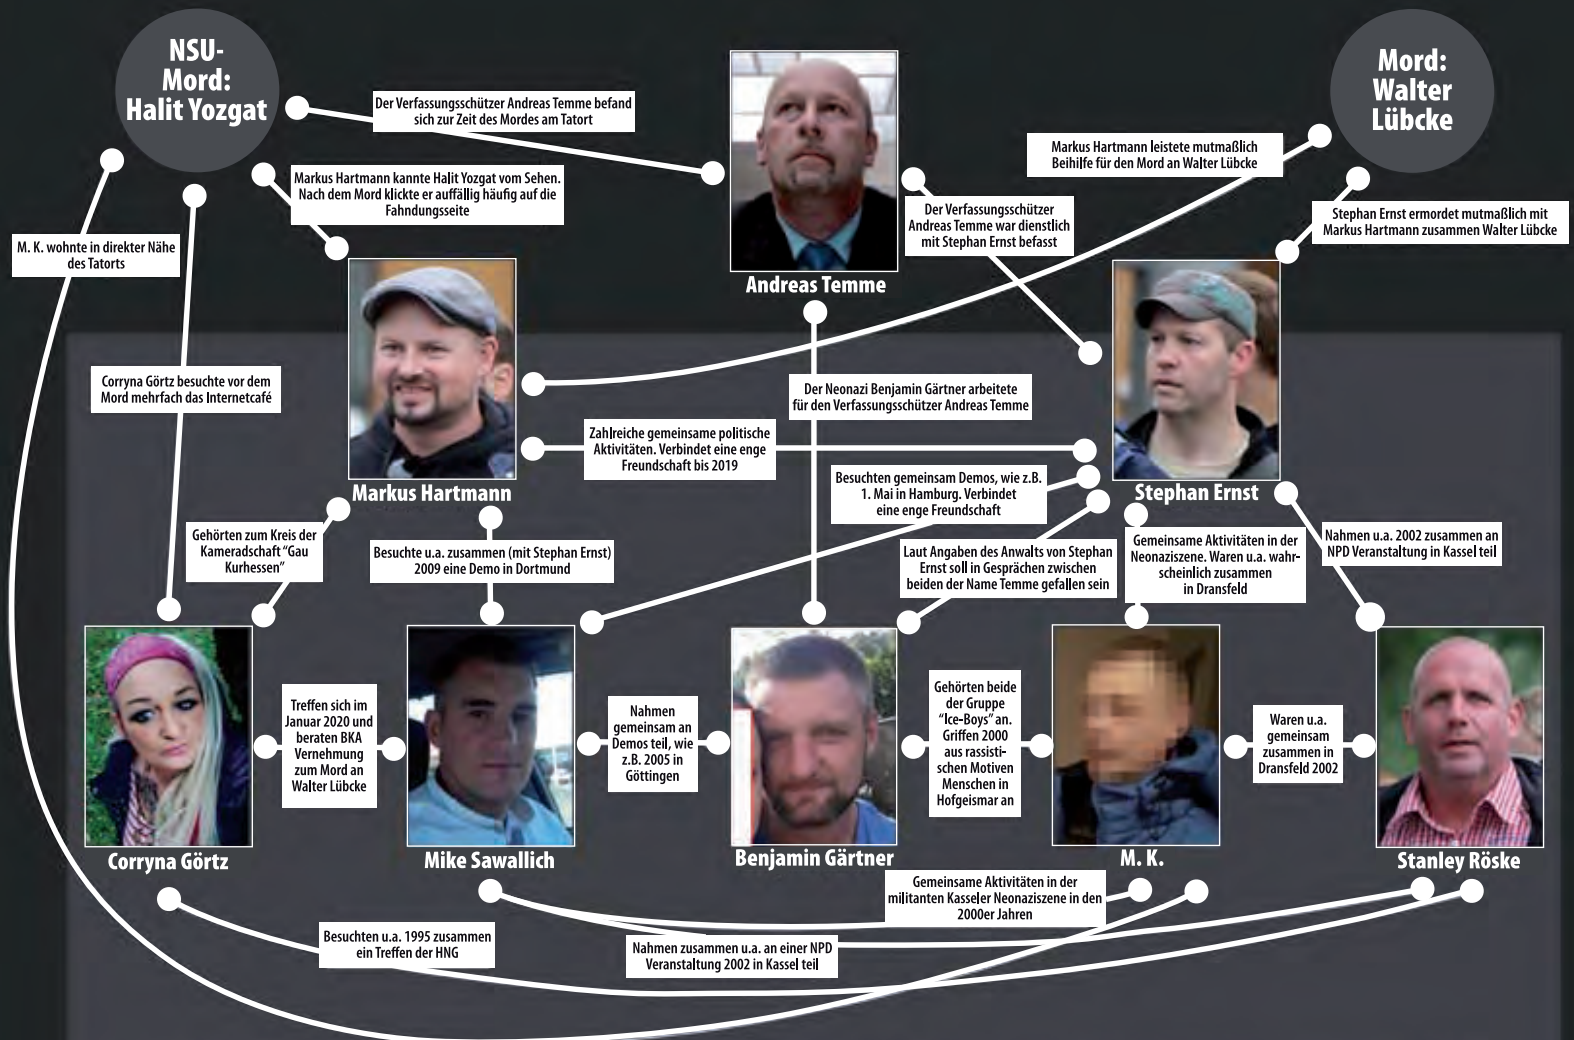 NSU-
Mord:
Halit Yozgat
Mord:
Walter
Lübcke
Der Verfassungsschützer Andreas Temme befand
sich zur Zeit des Mordes am Tatort
Markus Hartmann leistete mutmaßlich
Beihilfe für den Mord an Walter Lübcke
Markus Hartmann kannte Halit Yozgat vom Sehen.
Nach dem Mord klickte er auffällig häufig auf die
Fahndungsseite
Der Verfassungsschützer
Andreas Temme war dienstlich
mit Stephan Ernst befasst
Stephan Ernst ermordet mutmaßlich mit
Markus Hartmann zusammen Walter Lübcke
M. K. wohnte in direkter Nähe
des Tatorts
Andreas Temme
Corryna Görtz besuchte vor dem
Mord mehrfach das Internetcafé
Der Neonazi Benjamin Gärtner arbeitete
für den Verfassungsschützer Andreas Temme
Zahlreiche gemeinsame politische
Aktivitäten. Verbindet eine enge
Freundschaft bis 2019
Markus Hartmann
Besuchten gemeinsam Demos, wie z.B.
1. Mai in Hamburg. Verbindet
eine enge Freundschaft
Stephan Ernst
Gehörten zum Kreis der
Kameradschaft "Gau
Kurhessen"
Besuchte u.a. zusammen (mit Stephan Ernst)
2009 eine Demo in Dortmund
Laut Angaben des Anwalts von Stephan
Ernst soll in Gesprächen zwischen
beiden der Name Temme gefallen sein
Gemeinsame Aktivitäten in der
Neonaziszene. Waren u.a. wahr-
scheinlich zusammen
in Dransfeld
Nahmen u.a. 2002 zusammen an
NPD Veranstaltung in Kassel teil
Treffen sich im
Januar 2020 und
beraten BKA
Vernehmung
zum Mord an
Walter Lübcke
Nahmen
gemeinsam an
Demos teil, wie
z.B. 2005 in
Göttingen
Gehörten beide
der Gruppe
"Ice-Boys" an.
Griffen 2000
aus rassisti-
schen Motiven
Menschen in
Hofgeismar an
Waren u.a.
gemeinsam
zusammen in
Dransfeld 2002
Corryna Görtz
Mike Sawallich
Benjamin Gärtner
M. K.
Stanley Röske
Gemeinsame Aktivitäten in der
militanten Kasseler Neonaziszene in den
2000er Jahren
Besuchten u.a. 1995 zusammen
ein Treffen der HNG
Nahmen zusammen u.a. an einer NPD
Veranstaltung 2002 in Kassel teil